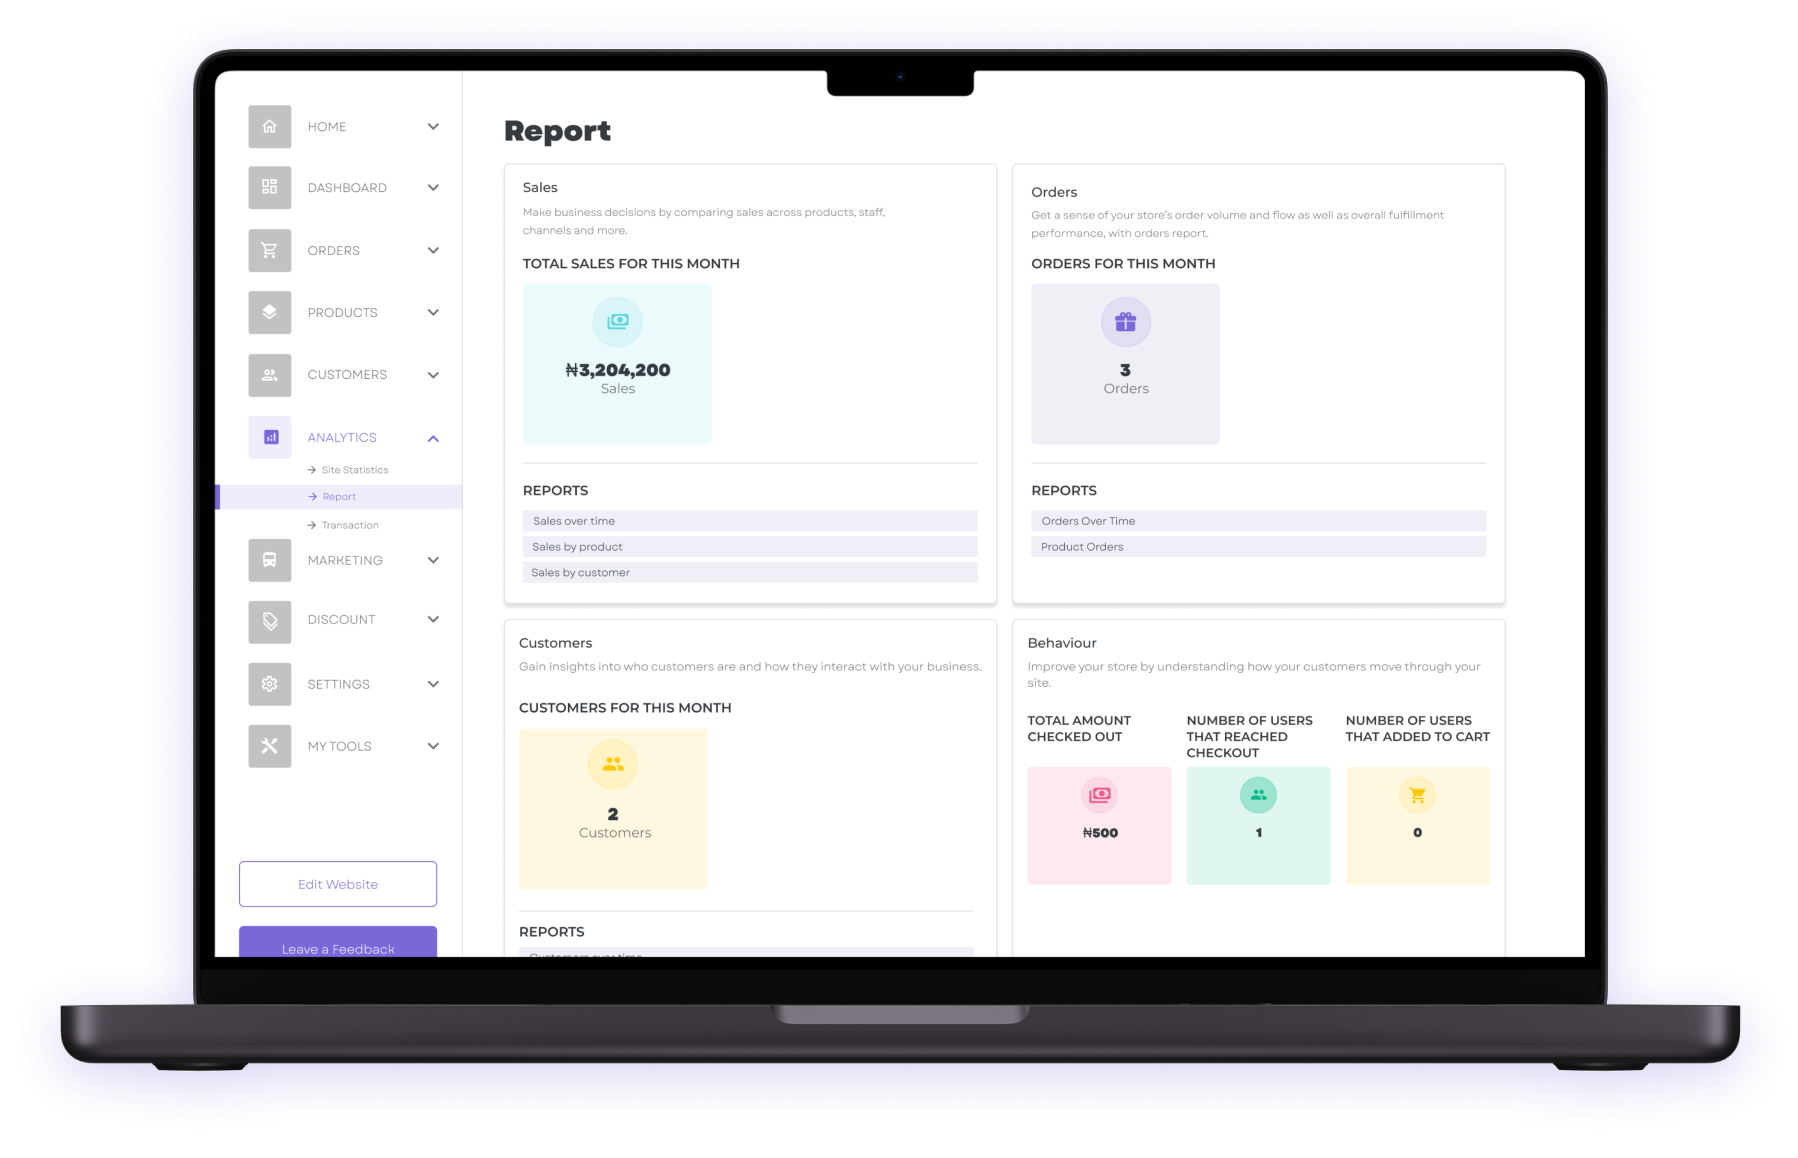 HOME
DASHBOARD
ORDERS
PRODUCTS
CUSTOMERS
ANALYTICS
Site Statistics
Report
Transaction
MARKETING
DISCOUNT
SETTINGS
MY TOOLS
Edit Website
Leave a Feedback
Report
Sales
Make business decisions by comparing sales across products, staff,
channels and more.
TOTAL SALES FOR THIS MONTH
₦3,204,200
Sales
REPORTS
Sales over time
Sales by product
Sales by customer
Orders
Get a sense of your store's order volume and flow as well as overall fulfillment
performance, with orders report.
ORDERS FOR THIS MONTH
3
Orders
REPORTS
Orders Over Time
Product Orders
Customers
Gain insights into who customers are and how they interact with your business.
CUSTOMERS FOR THIS MONTH
2
Customers
REPORTS
Customers over time
Behaviour
Improve your store by understanding how your customers move through your
site.
TOTAL AMOUNT
CHECKED OUT
₦500
NUMBER OF USERS
THAT REACHED
CHECKOUT
1
NUMBER OF USERS
THAT ADDED TO CART
0